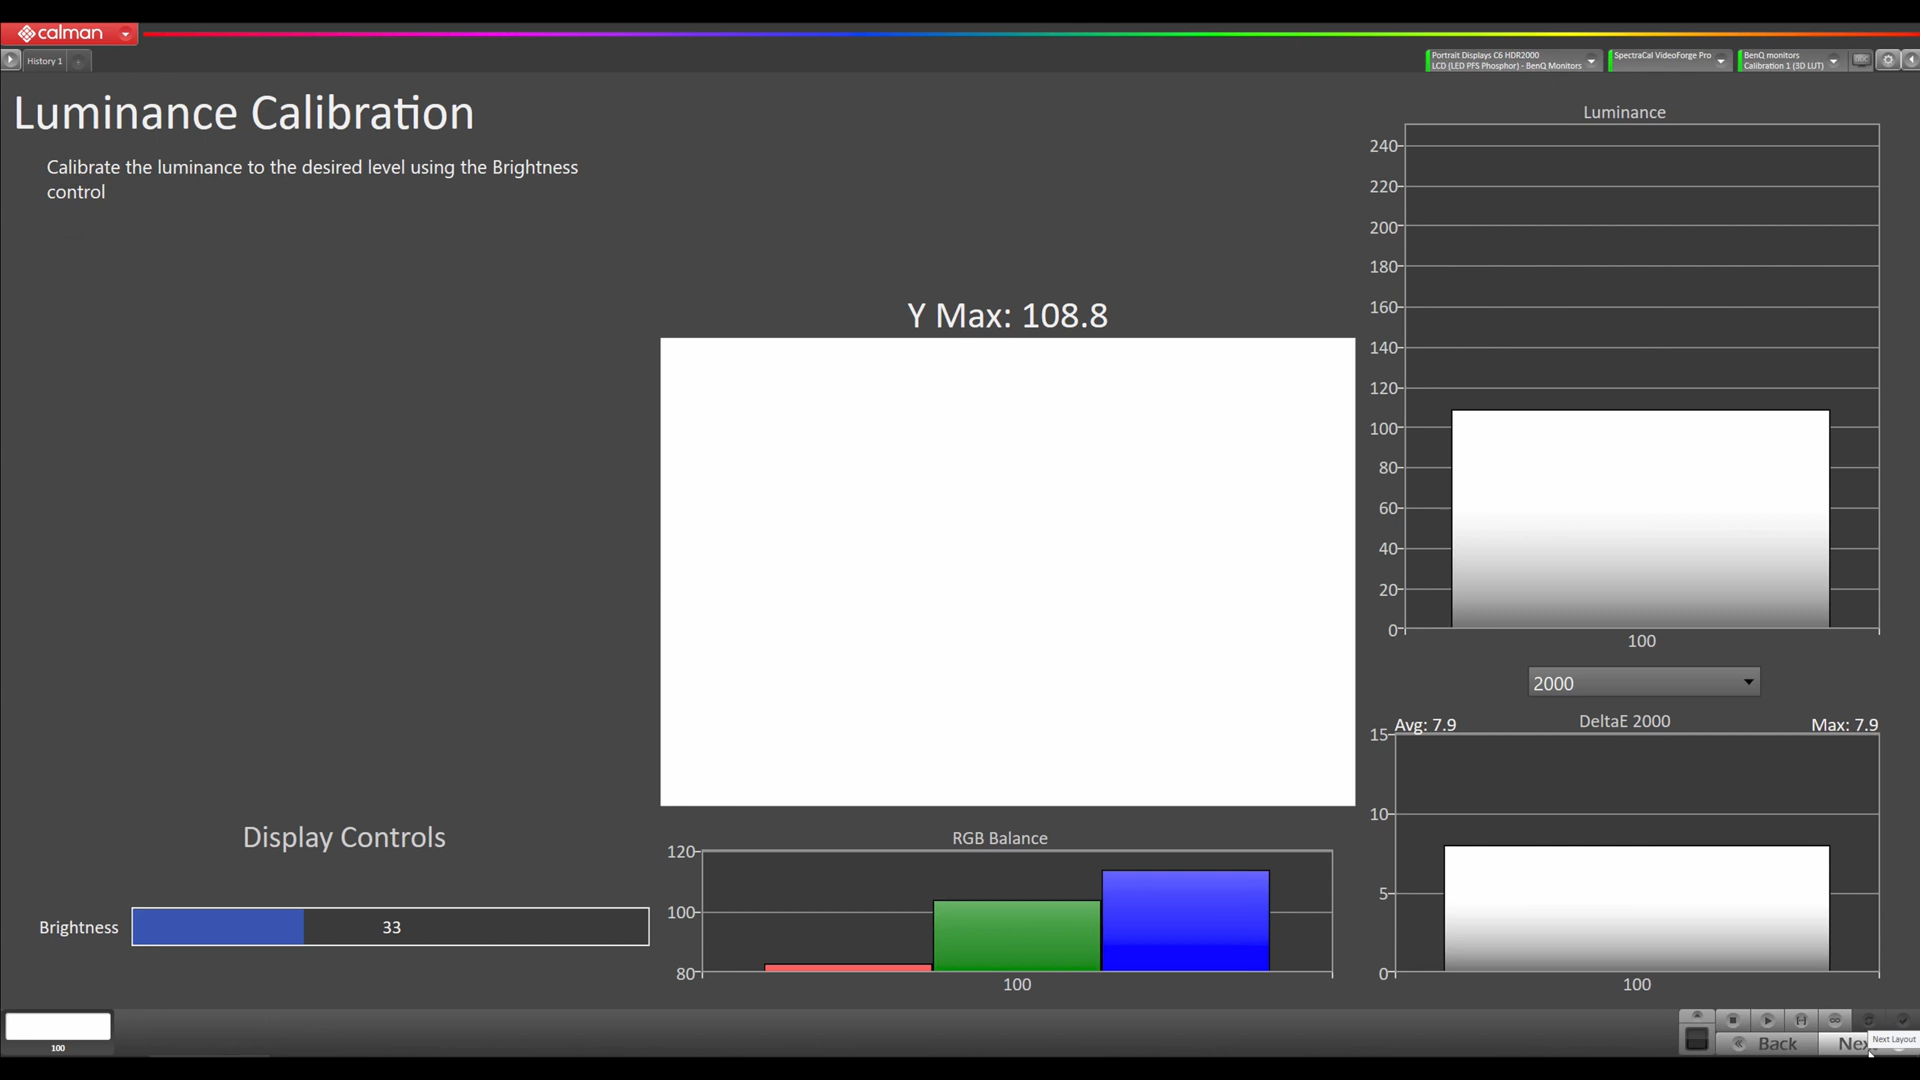 calman
History 1
Portrait Displays C6 HDR2000
LCD (LED PFS Phosphor) - BenQ Monitors
SpectraCal VideoForge Pro
BenQ monitors
Calibration 1 (3D LUT)
Luminance Calibration
Calibrate the luminance to the desired level using the Brightness
control
Y Max: 108.8
Luminance
240
220
200
180
160
140
120
100
80
60
40
20
0
100
2000
Avg: 7.9
DeltaE 2000
Max: 7.9
15
10
5
0
100
Display Controls
Brightness
33
RGB Balance
120
100
80
100
100
Back
Next Layout